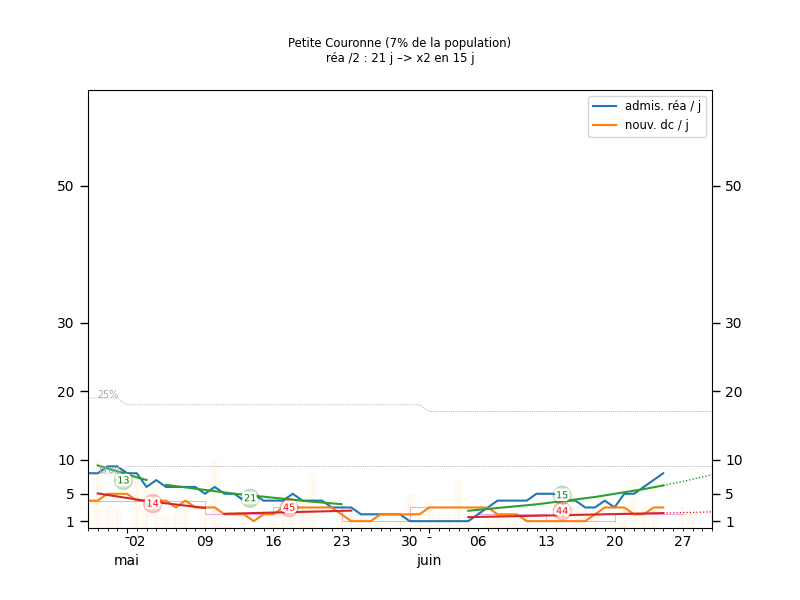 Petite Couronne (7% de la population)
réa /2 : 21 j –> x2 en 15 j
admis. réa / j
nouv. dc / j
50 50
30 30
20 20
25%
10 10
13
14
21
45
15
44
5 5
1 1
02 09 16 23 30 06 13 20 27
mai juin